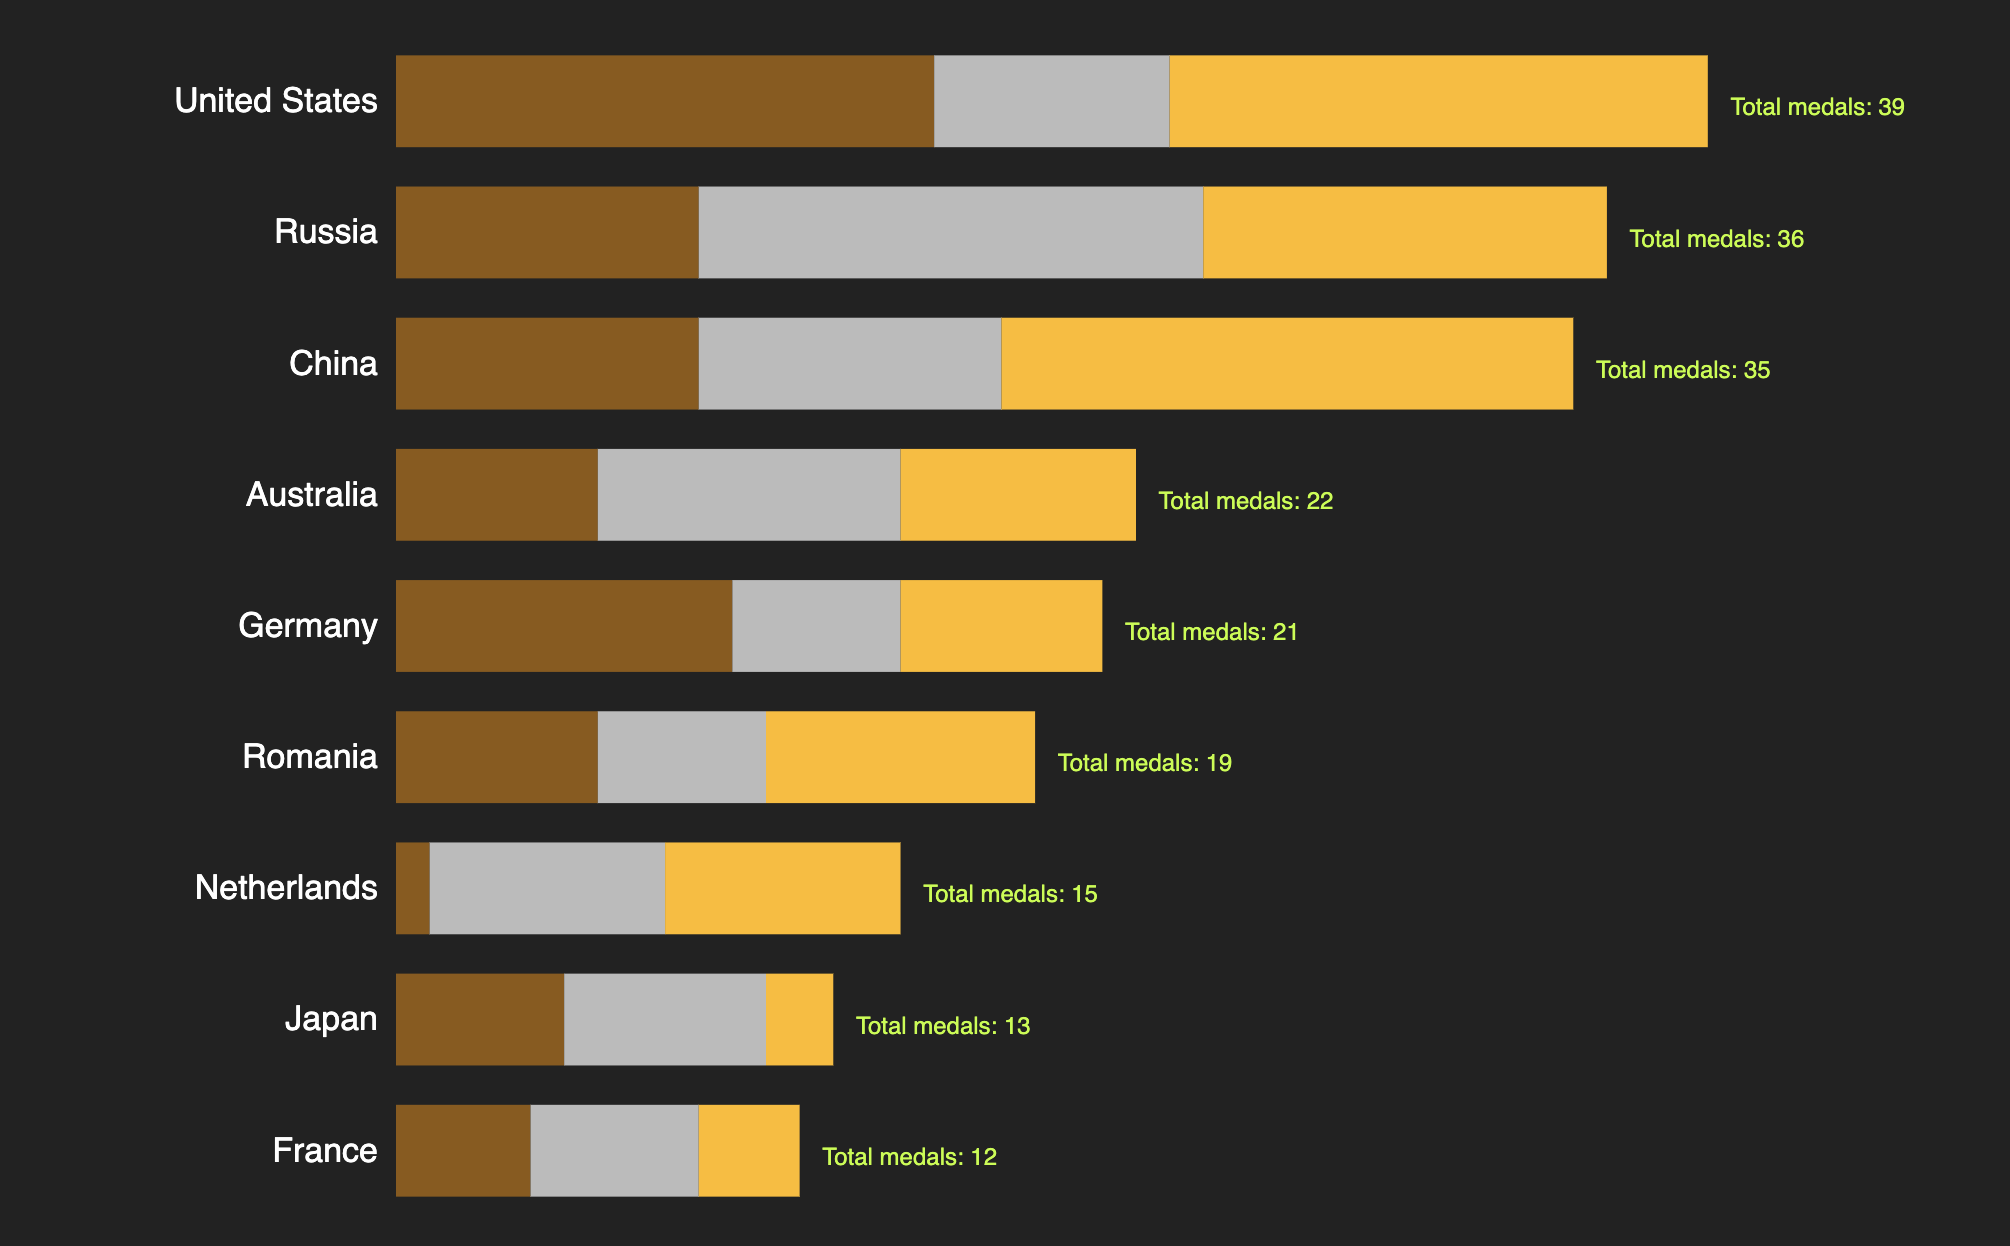 United States
Total medals: 39
Russia
Total medals: 36
China
Total medals: 35
Australia
Total medals: 22
Germany
Total medals: 21
Romania
Total medals: 19
Netherlands
Total medals: 15
Japan
Total medals: 13
France
Total medals: 12